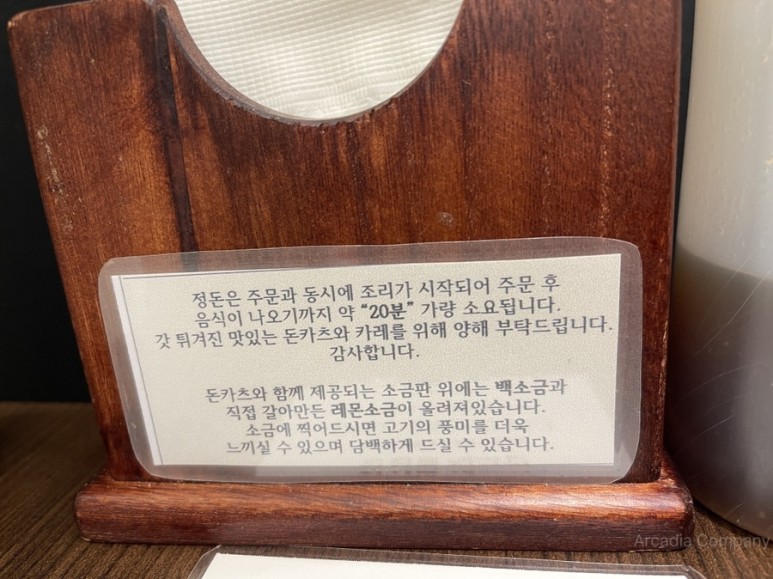 정돈은 주문과 동시에 조리가 시작되어 주문 후
음식이 나오기까지 약 “20분” 가량 소요됩니다.
갓 튀겨진 맛있는 돈카츠와 카레를 위해 양해 부탁드립니다.
감사합니다.
돈카츠와 함께 제공되는 소금판 위에는 백소금과
직접 갈아만든 레몬소금이 올려져있습니다.
소금에 찍어드시면 고기의 풍미를 더욱
느끼실 수 있으며 담백하게 드실 수 있습니다.
Arcadia Company